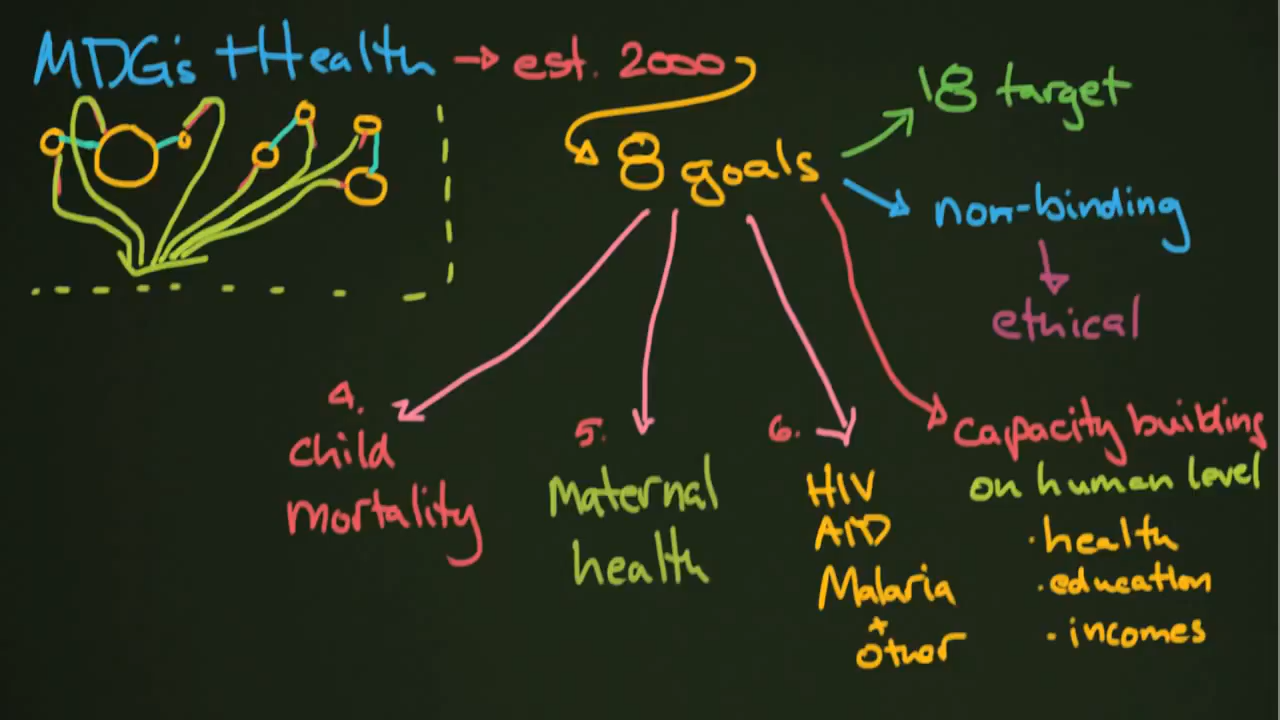 MDG's + Health → est. 2000
8 goals
18 target
non-binding
ethical
4.
child
mortality
5.
Maternal
health
6.
HIV
AID
Malaria
+
other
capacity building
on human level
· health
· education
· incomes